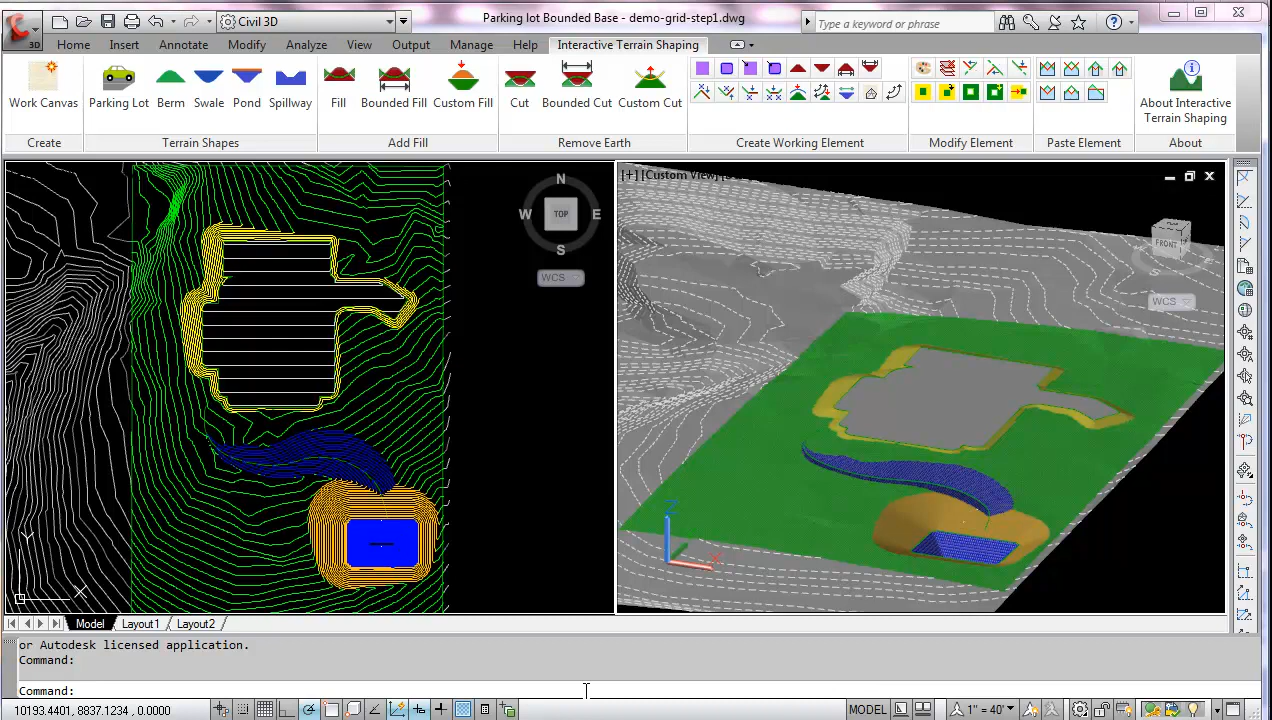 Civil 3D
Parking lot Bounded Base - demo-grid-step1.dwg
Type a keyword or phrase
3D
Home Insert Annotate Modify Analyze View Output Manage Help Interactive Terrain Shaping
Work Canvas Parking Lot Berm Swale Pond Spillway Fill Bounded Fill Custom Fill Cut Bounded Cut Custom Cut About Interactive
Terrain Shaping
Create Terrain Shapes Add Fill Remove Earth Create Working Element Modify Element Paste Element About
[+] [Custom View]
N
W TOP E
S
WCS
FRONT
S
WCS
Z
X
Y
X
Model Layout1 Layout2
or Autodesk licensed application.
Command:
Command:
10193.4401, 8837.1234 , 0.0000
MODEL
1" = 40'